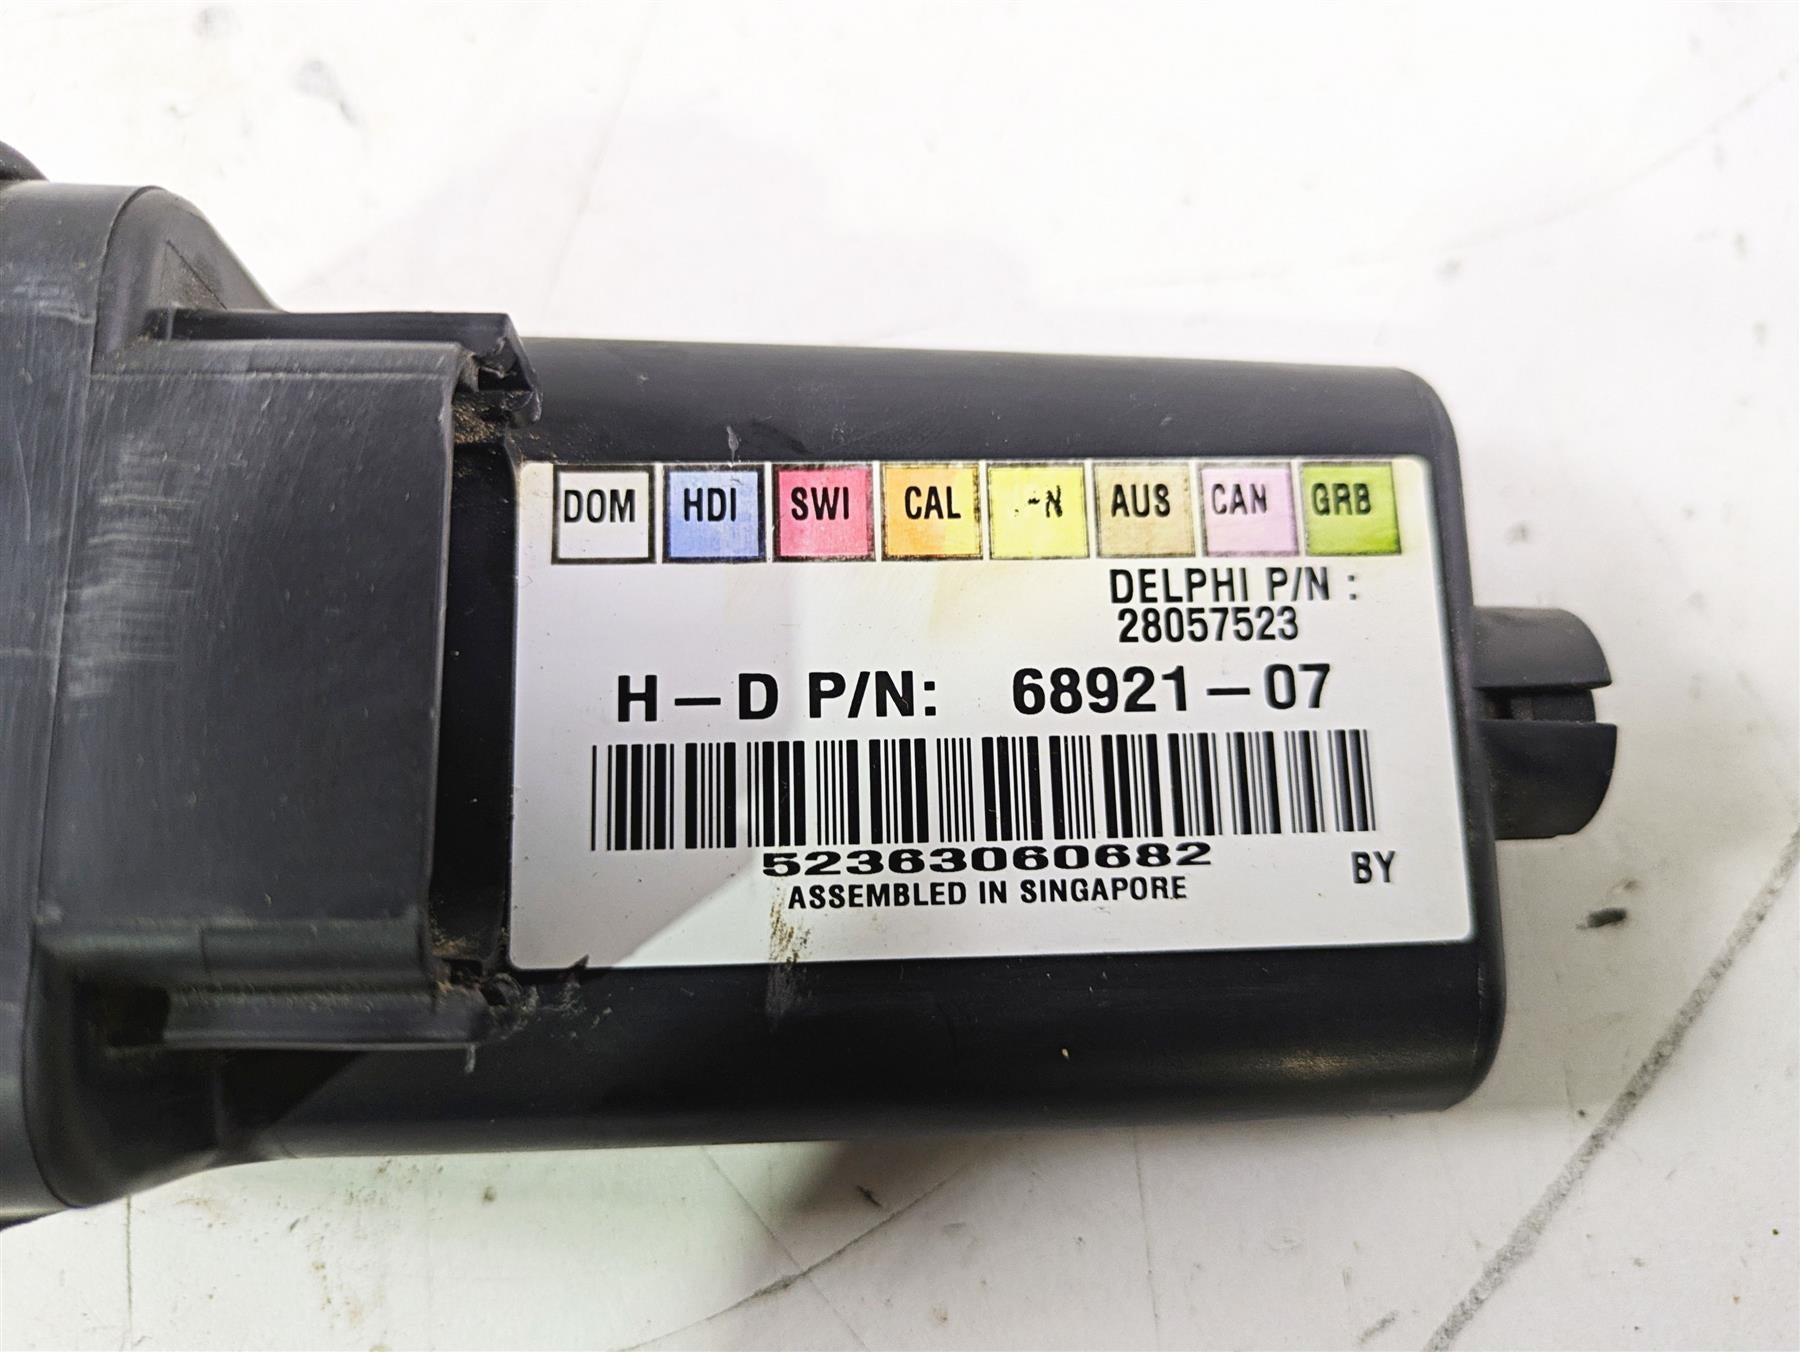 DOM HDI SWI CAL AUS CAN GRB
DELPHI P/N :
28057523
H-D P/N: 68921-07
52363060682
ASSEMBLED IN SINGAPORE
BY